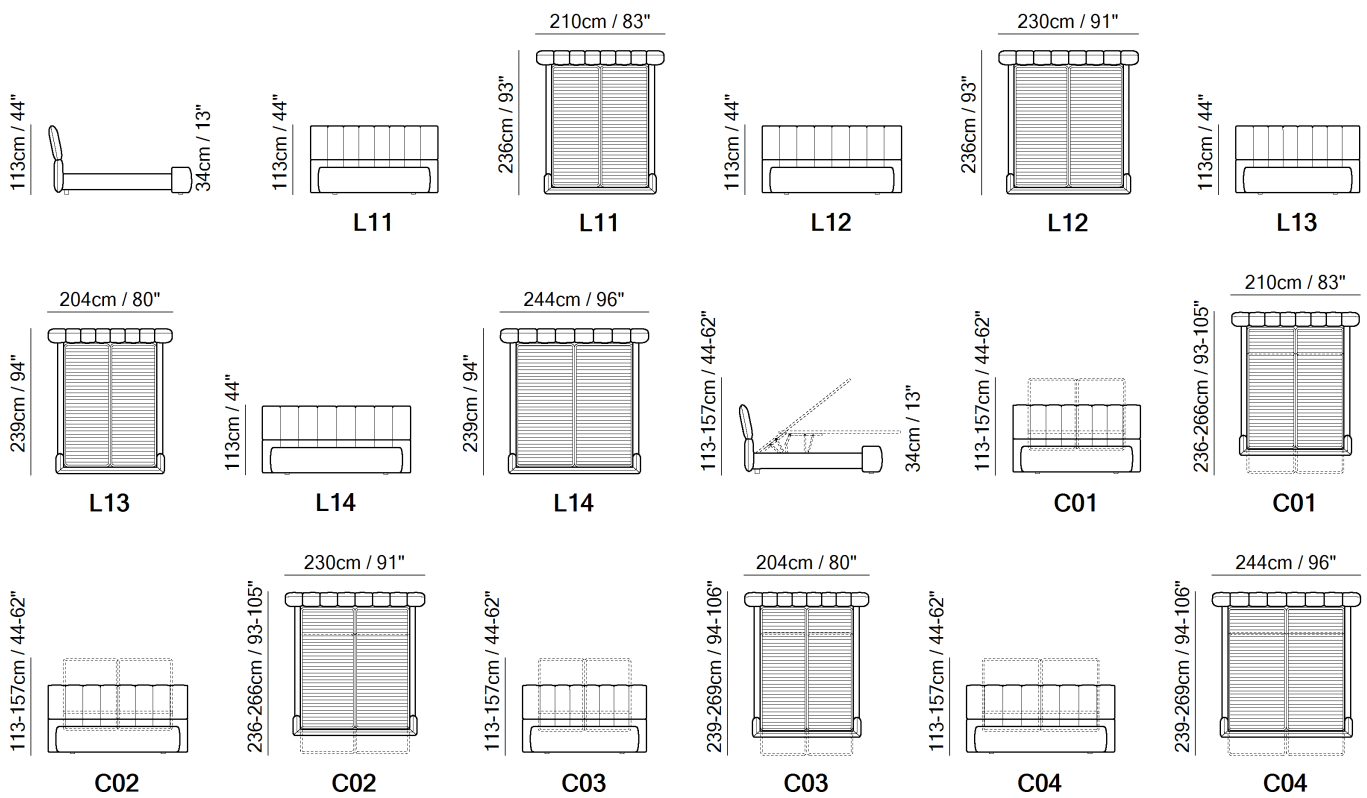 113cm / 44"
34cm / 13"
113cm / 44"
L11
210cm / 83"
236cm / 93"
L11
113cm / 44"
L12
230cm / 91"
236cm / 93"
L12
113cm / 44"
L13
204cm / 80"
239cm / 94"
L13
113cm / 44"
L14
244cm / 96"
239cm / 94"
L14
113-157cm / 44-62"
34cm / 13"
113-157cm / 44-62"
C01
210cm / 83"
236-266cm / 93-105"
C01
113-157cm / 44-62"
C02
230cm / 91"
236-266cm / 93-105"
C02
113-157cm / 44-62"
C03
204cm / 80"
239-269cm / 94-106"
C03
113-157cm / 44-62"
C04
244cm / 96"
239-269cm / 94-106"
C04